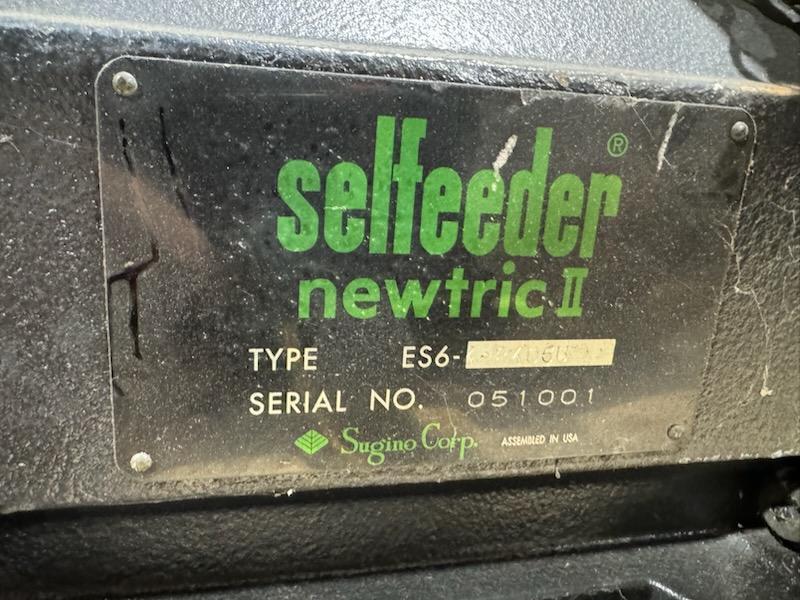 selfeeder®
newtric II
TYPE ES6-
SERIAL NO. 051001
Sugino Corp. ASSEMBLED IN USA